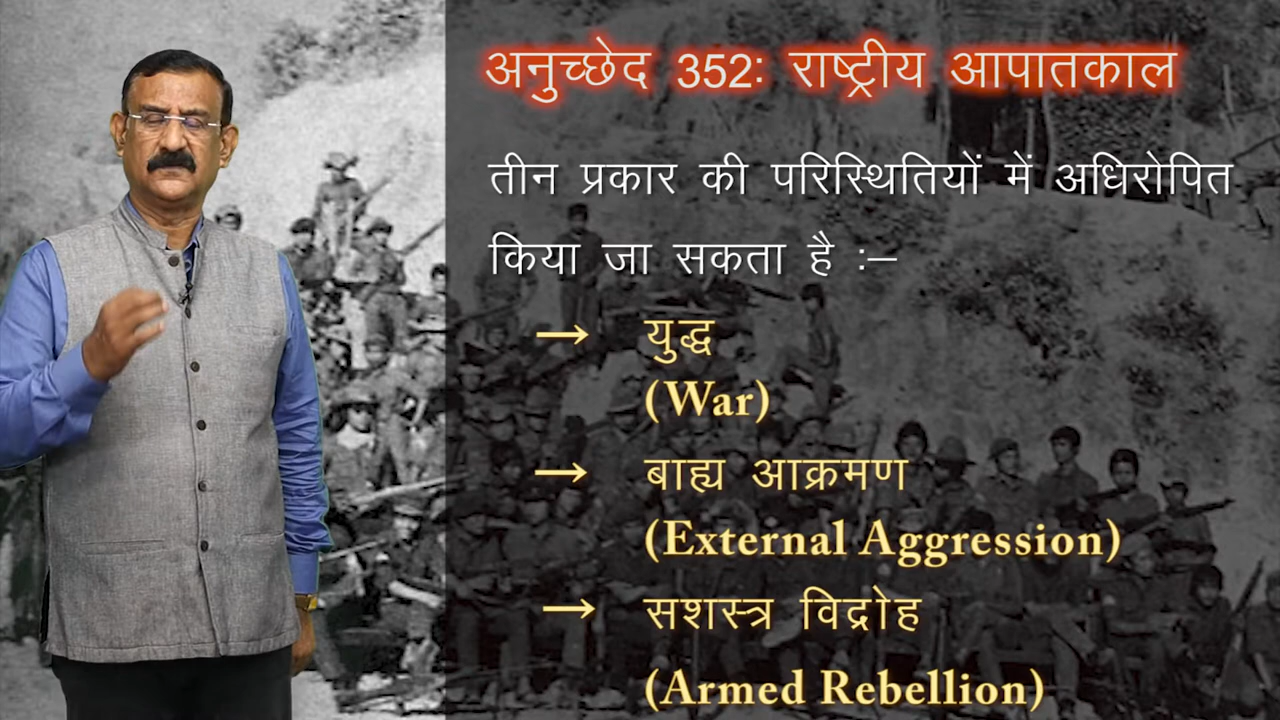 अनुच्छेद 352: राष्ट्रीय आपातकाल
तीन प्रकार की परिस्थितियों में अधिरोपित
किया जा सकता है :–
→ युद्ध
(War)
→ बाह्य आक्रमण
(External Aggression)
→ सशस्त्र विद्रोह
(Armed Rebellion)